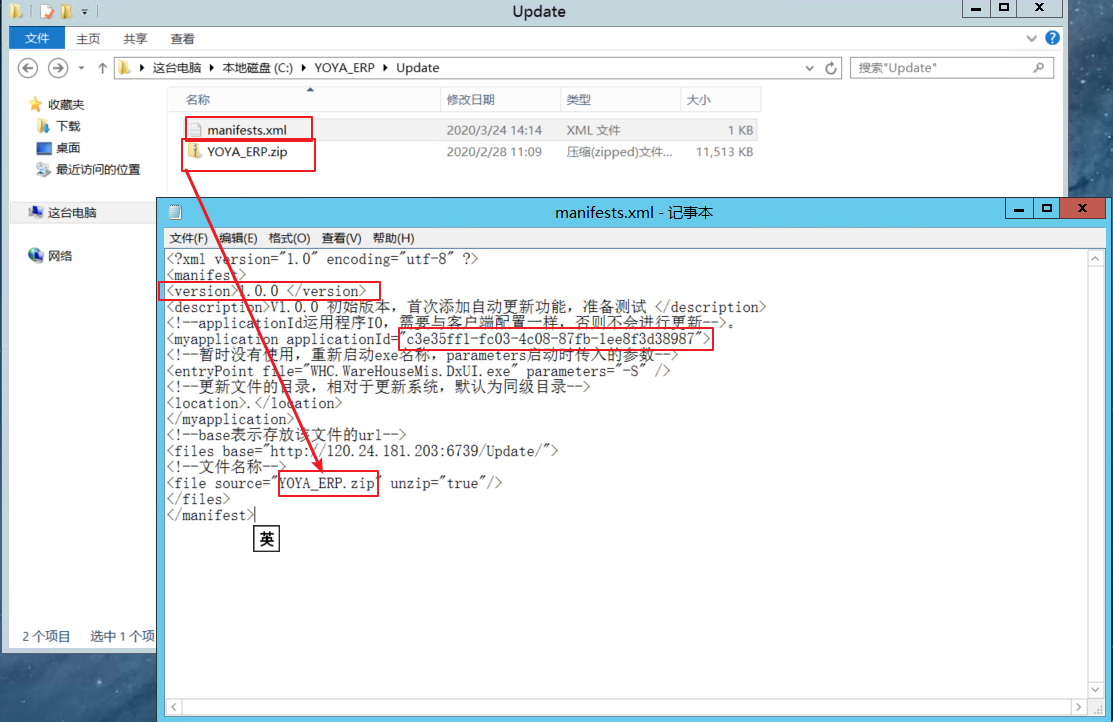 Update
文件 主页 共享 查看
这台电脑 本地磁盘 (C:) YOYA_ERP Update
搜索"Update"
收藏夹
下载
桌面
最近访问的位置
这台电脑
网络
名称 修改日期 类型 大小
manifests.xml 2020/3/24 14:14 XML 文件 1 KB
YOYA_ERP.zip 2020/2/28 11:09 压缩(zipped)文件... 11,513 KB
2 个项目 选中 1 个项
manifests.xml - 记事本
文件(F) 编辑(E) 格式(O) 查看(V) 帮助(H)
<?xml version="1.0" encoding="utf-8" ?>
<manifest>
<version>1.0.0 </version>
<description>V1.0.0 初始版本，首次添加自动更新功能，准备测试 </description>
<!--applicationId运用程序IO，需要与客户端配置一样，否则不会进行更新-->。
<myapplication applicationId="c3e35ff1-fc03-4c08-87fb-1ee8f3d38987">
<!--暂时没有使用，重新启动exe名称，parameters启动时传入的参数-->
<entryPoint file="WHC.WareHouseMis.DxUI.exe" parameters="-S" />
<!--更新文件的目录，相对于更新系统，默认为同级目录-->
<location>.</location>
</myapplication>
<!--base表示存放该文件的url-->
<files base="http://120.24.181.203:6739/Update/">
<!--文件名称-->
<file source="YOYA_ERP.zip" unzip="true"/>
</files>
</manifest>
英